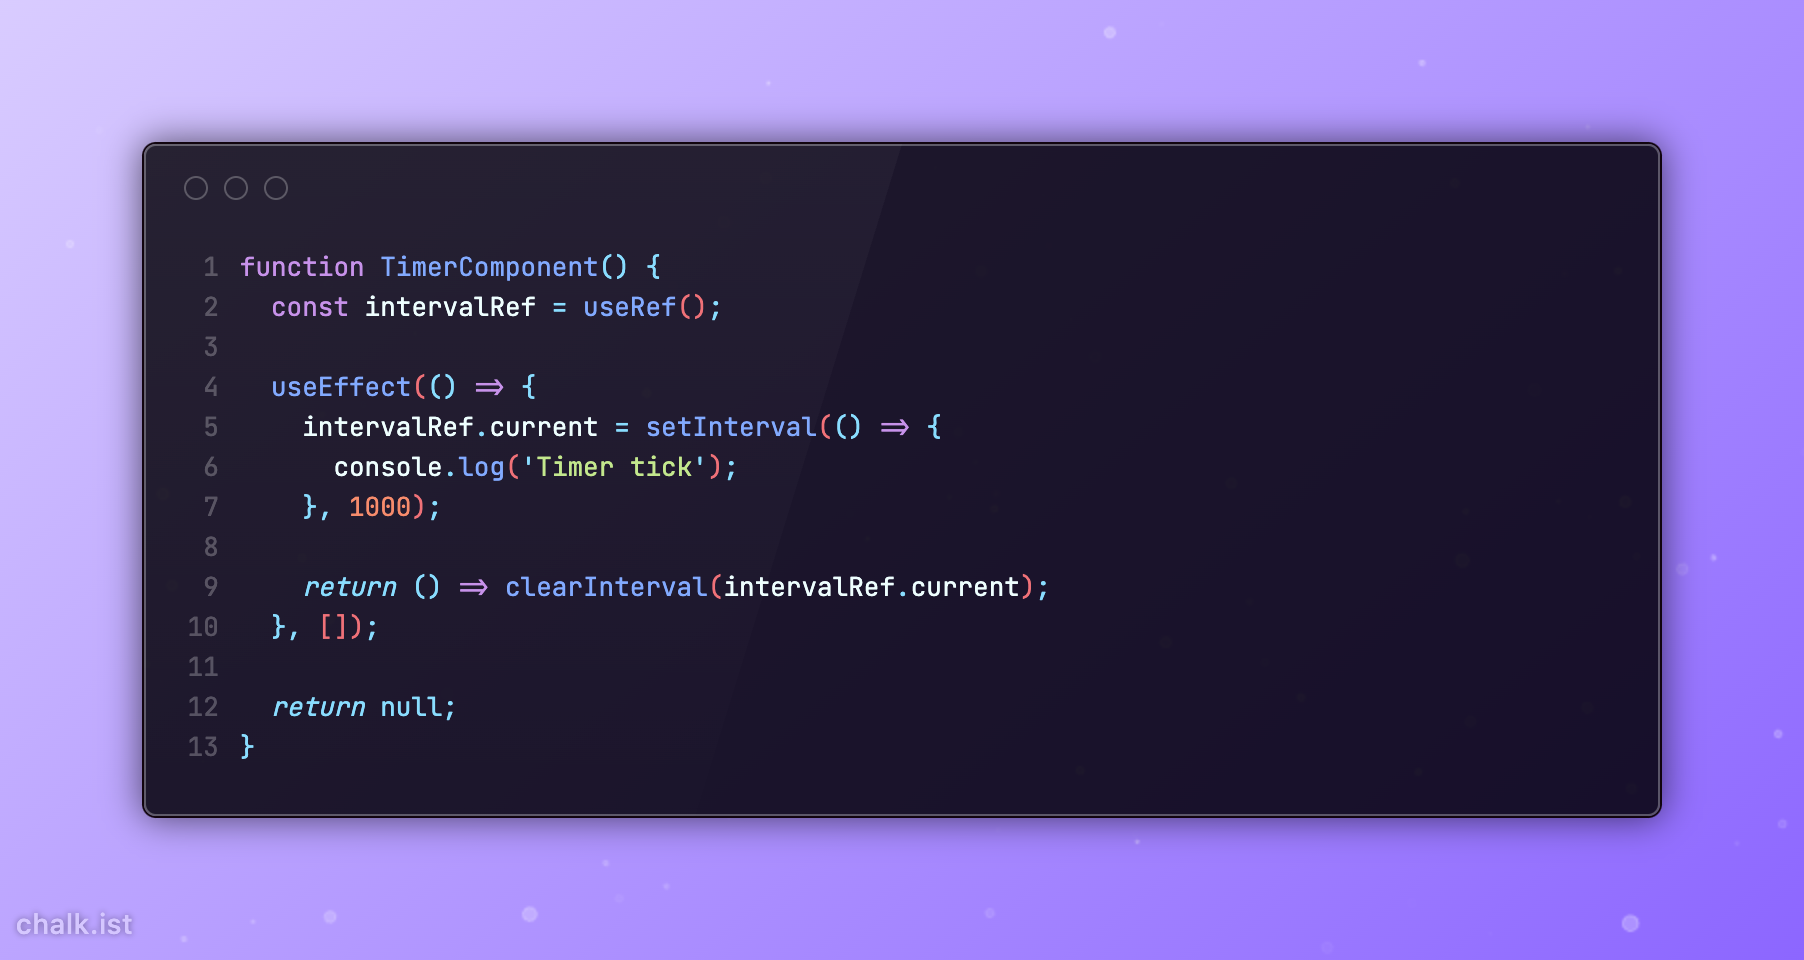 1 function TimerComponent() {
2   const intervalRef = useRef();
3
4   useEffect(() => {
5     intervalRef.current = setInterval(() => {
6       console.log('Timer tick');
7     }, 1000);
8
9     return () => clearInterval(intervalRef.current);
10   }, []);
11
12   return null;
13 }
chalk.ist